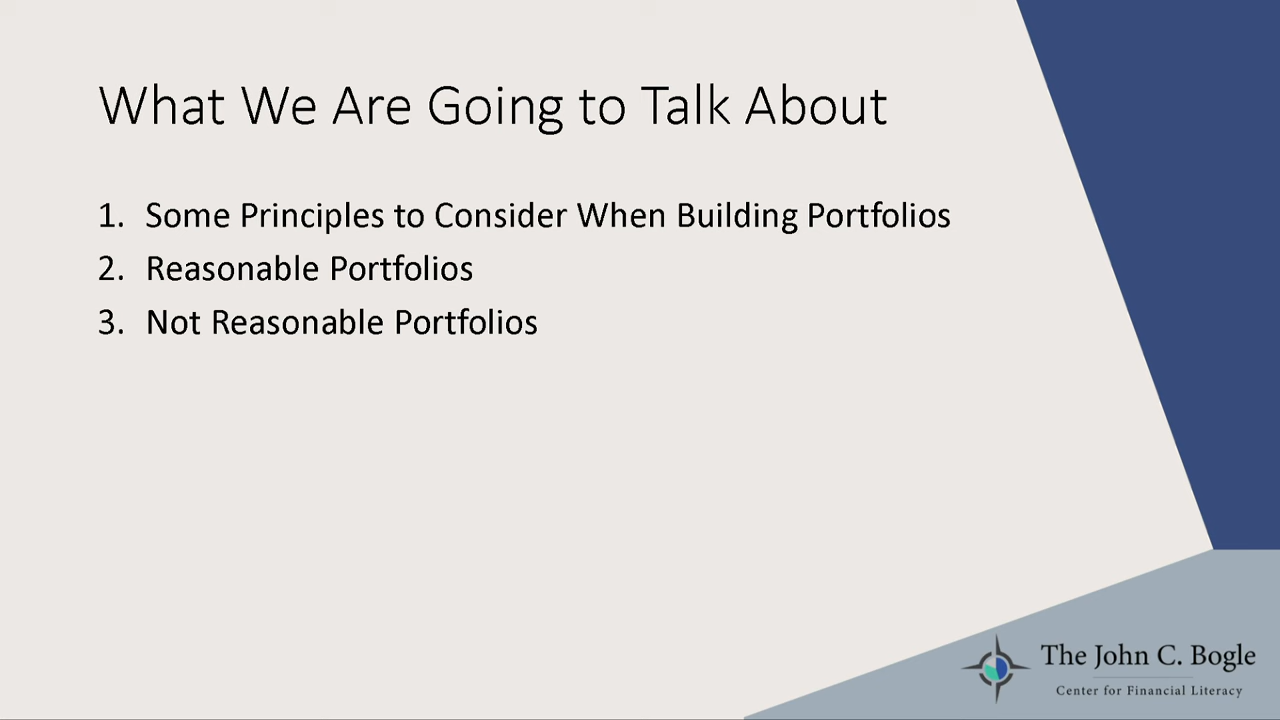 What We Are Going to Talk About
1. Some Principles to Consider When Building Portfolios
2. Reasonable Portfolios
3. Not Reasonable Portfolios
The John C. Bogle
Center for Financial Literacy